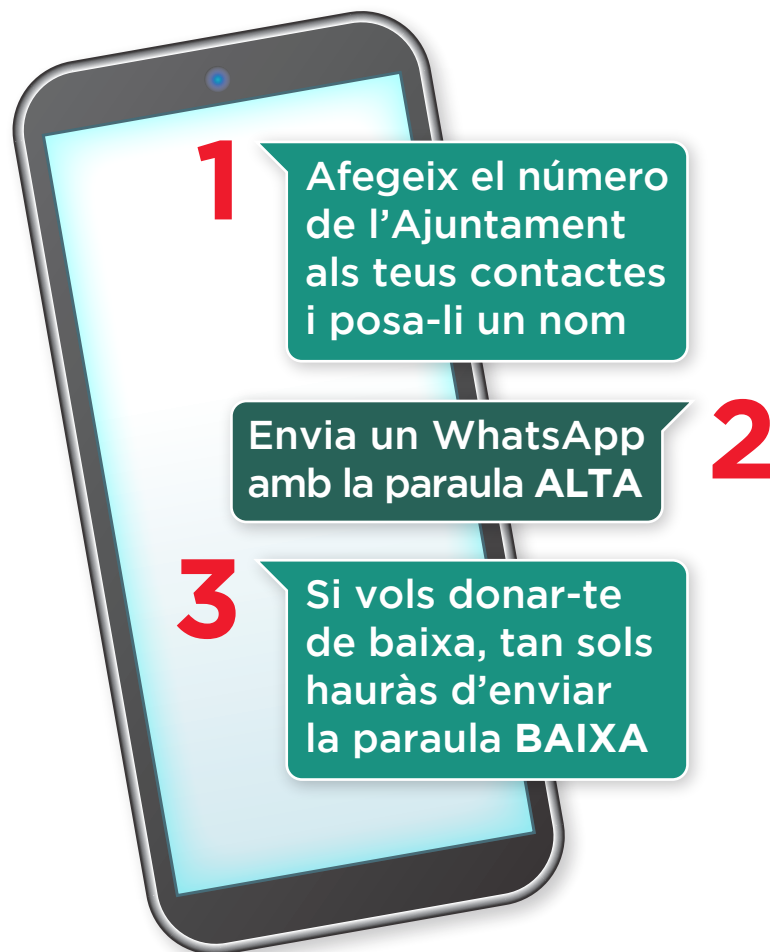 1
Afegeix el número
de l’Ajuntament
als teus contactes
i posa-li un nom
Envia un WhatsApp
amb la paraula ALTA
2
3
Si vols donar-te
de baixa, tan sols
hauràs d’enviar
la paraula BAIXA